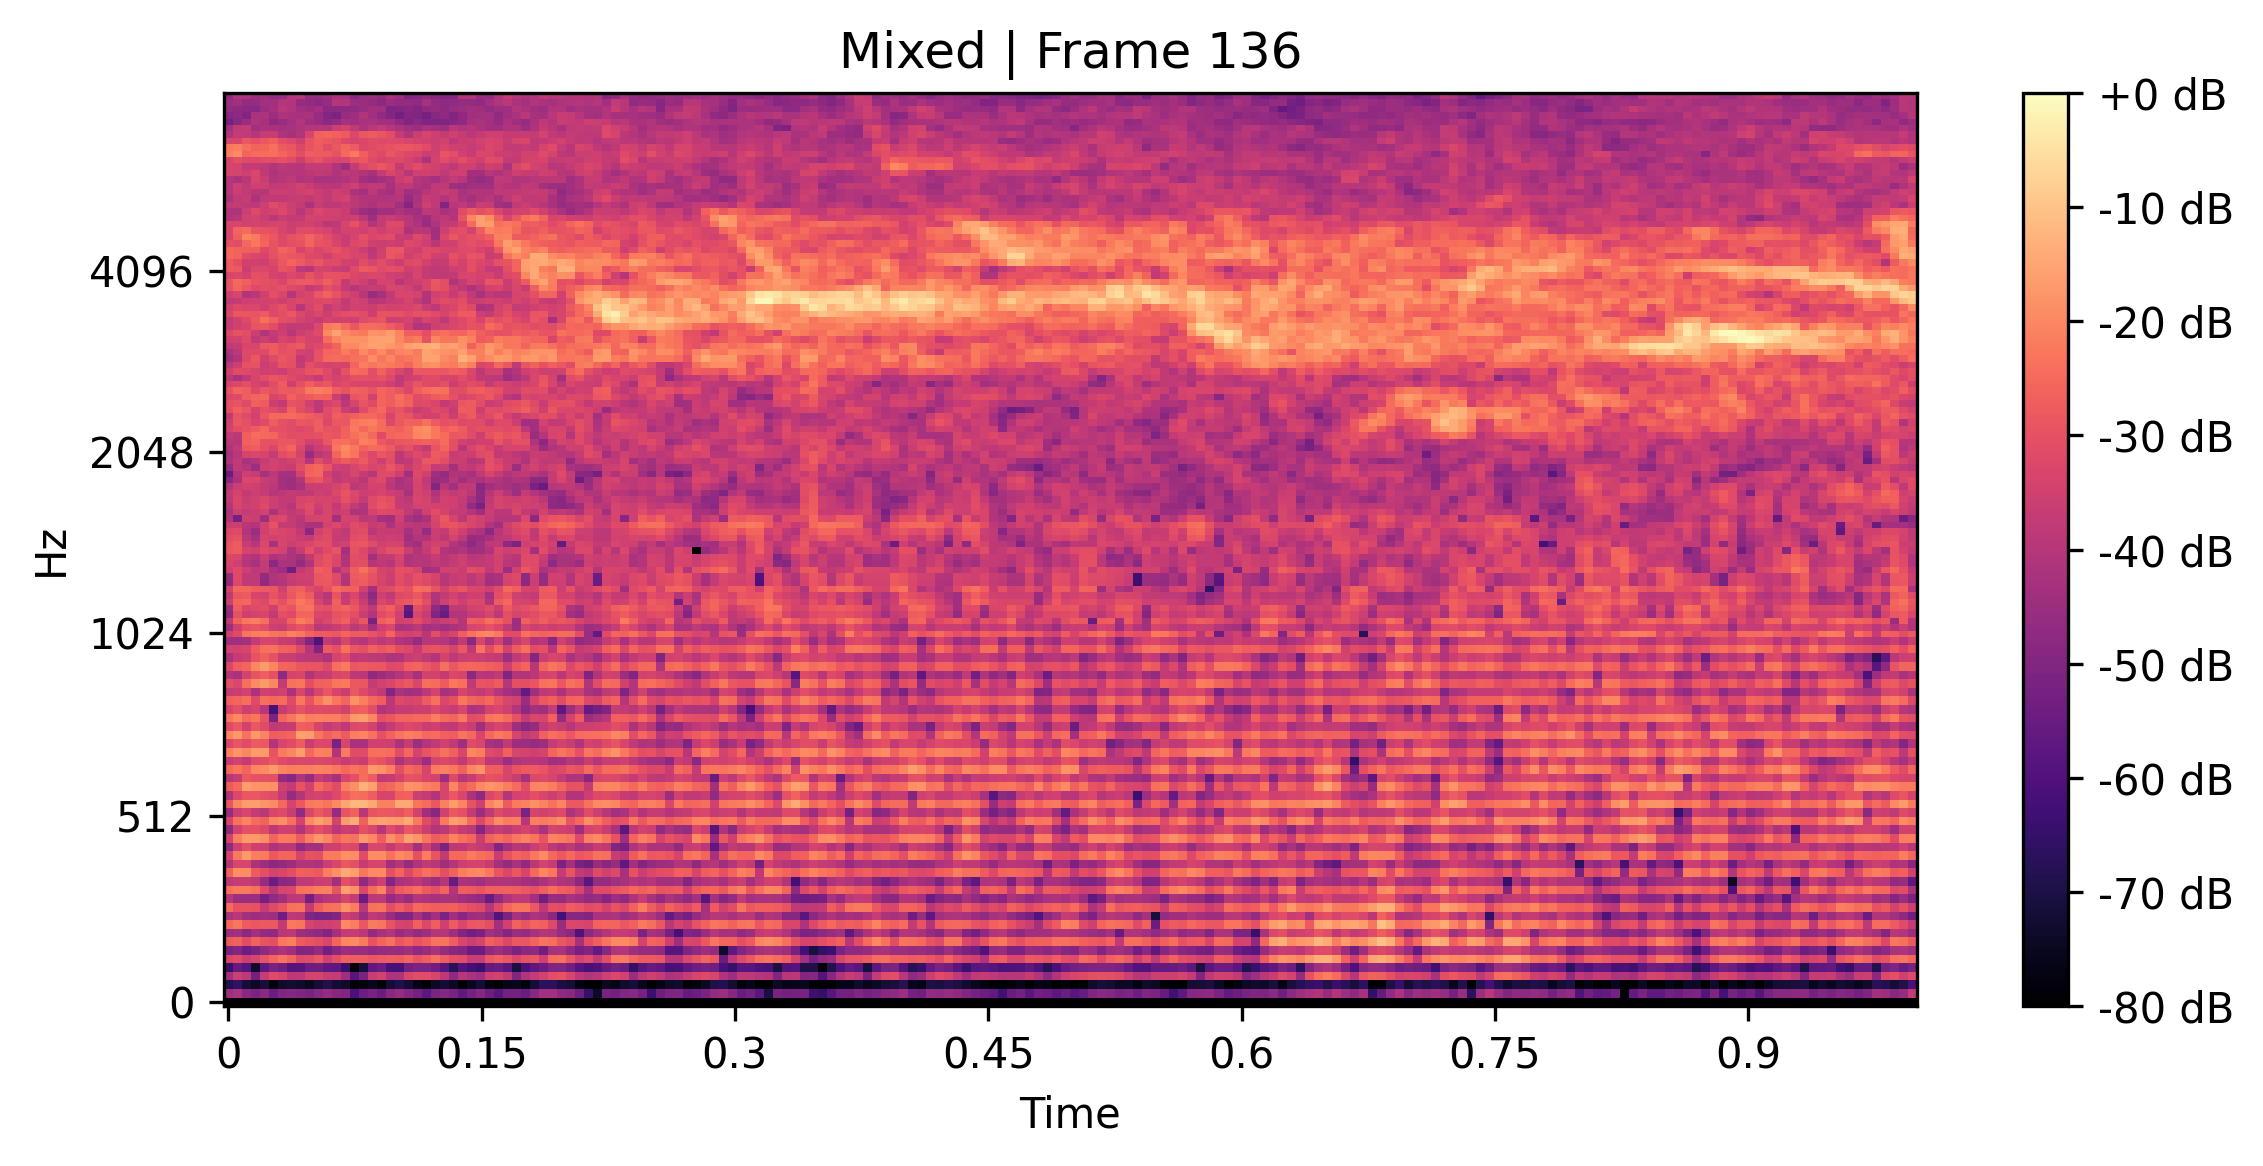 Mixed | Frame 136
Hz
4096
2048
1024
512
0
0 0.15 0.3 0.45 0.6 0.75 0.9
Time
+0 dB
-10 dB
-20 dB
-30 dB
-40 dB
-50 dB
-60 dB
-70 dB
-80 dB